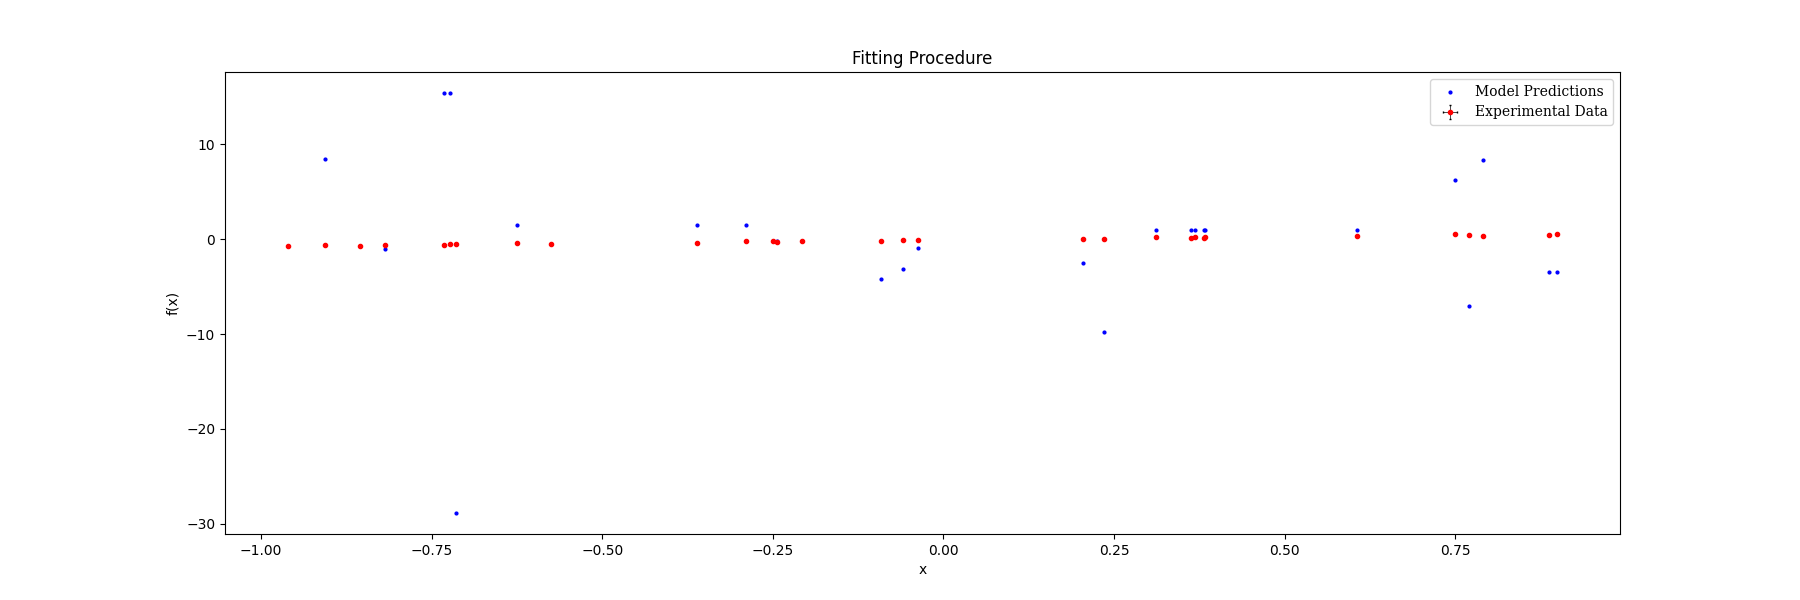 Fitting Procedure
Model Predictions
Experimental Data
f(x)
10
0
−10
−20
−30
−1.00 −0.75 −0.50 −0.25 0.00 0.25 0.50 0.75
x